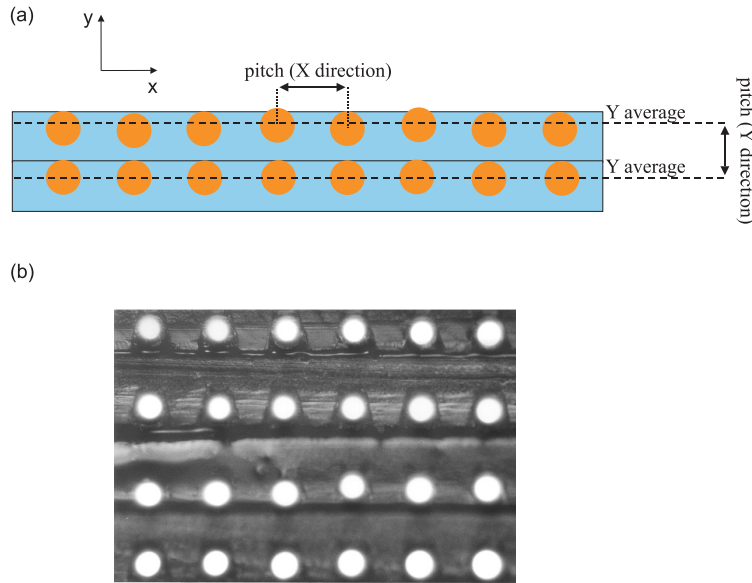 (a)
y
x
pitch (X direction)
Y average
Y average
pitch (Y direction)
(b)